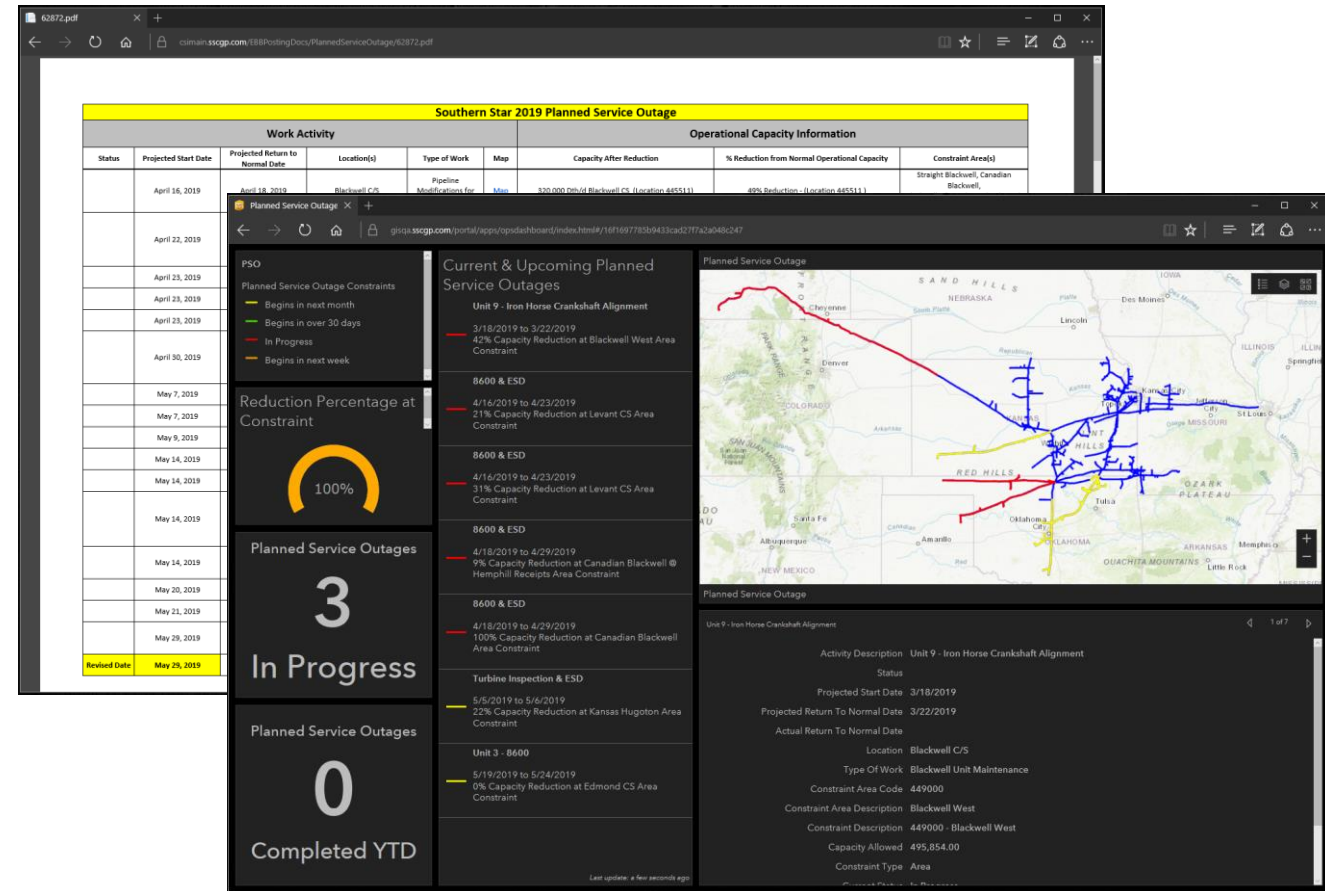 62872.pdf
csimain.sscgp.com/EBBPostingDocs/PlannedServiceOutage/62872.pdf
Southern Star 2019 Planned Service Outage
Work Activity
Operational Capacity Information
Status
Projected Start Date
Projected Return to
Normal Date
Location(s)
Type of Work
Map
Capacity After Reduction
% Reduction from Normal Operational Capacity
Constraint Area(s)
April 16, 2019
April 18, 2019
Blackwell C/S
Pipeline
Modifications for
Map
320,000 Dth/d Blackwell CS (Location 445511)
49% Reduction - (Location 445511 )
Straight Blackwell, Canadian
Blackwell,
April 22, 2019
April 23, 2019
April 23, 2019
April 23, 2019
April 30, 2019
May 7, 2019
May 7, 2019
May 9, 2019
May 14, 2019
May 14, 2019
May 14, 2019
May 14, 2019
May 20, 2019
May 21, 2019
May 29, 2019
Revised Date
May 29, 2019
Planned Service Outage
gisqa.sscgp.com/portal/apps/opsdashboard/index.html#/16f1697785b9433cad27f7a2a048c247
PSO
Planned Service Outage Constraints
Begins in next month
Begins in over 30 days
In Progress
Begins in next week
Reduction Percentage at
Constraint
100%
Planned Service Outages
3
In Progress
Planned Service Outages
0
Completed YTD
Current & Upcoming Planned
Service Outages
Unit 9 - Iron Horse Crankshaft Alignment
3/18/2019 to 3/22/2019
42% Capacity Reduction at Blackwell West Area
Constraint
8600 & ESD
4/16/2019 to 4/23/2019
21% Capacity Reduction at Levant CS Area
Constraint
8600 & ESD
4/16/2019 to 4/23/2019
31% Capacity Reduction at Levant CS Area
Constraint
8600 & ESD
4/18/2019 to 4/29/2019
9% Capacity Reduction at Canadian Blackwell @
Hemphill Receipts Area Constraint
8600 & ESD
4/18/2019 to 4/29/2019
100% Capacity Reduction at Canadian Blackwell
Area Constraint
Turbine Inspection & ESD
5/5/2019 to 5/6/2019
22% Capacity Reduction at Kansas Hugoton Area
Constraint
Unit 3 - 8600
5/19/2019 to 5/24/2019
0% Capacity Reduction at Edmond CS Area
Constraint
Last update: a few seconds ago
Planned Service Outage
SAND HILLS
IOWA
NEBRASKA
Platte
Des Moines
Cheyenne
South Platte
Lincoln
Republican
ILLINOIS
Denver
COLORADO
Kansas
Kansas City
Jefferson
City
St Louis
MISSOURI
Osage
Arkansas
HILLS
RED HILLS
OZARK
PLATEAU
Tulsa
Santa Fe
Oklahoma
City
Canadian
Albuquerque
Amarillo
OKLAHOMA
ARKANSAS
Memphis
Red
OUACHITA MOUNTAINS
Little Rock
NEW MEXICO
Planned Service Outage
Unit 9 - Iron Horse Crankshaft Alignment
1 of 7
Activity Description Unit 9 - Iron Horse Crankshaft Alignment
Status
Projected Start Date 3/18/2019
Projected Return To Normal Date 3/22/2019
Actual Return To Normal Date
Location Blackwell C/S
Type Of Work Blackwell Unit Maintenance
Constraint Area Code 449000
Constraint Area Description Blackwell West
Constraint Description 449000 - Blackwell West
Capacity Allowed 495,854.00
Constraint Type Area
Current Status In Progress